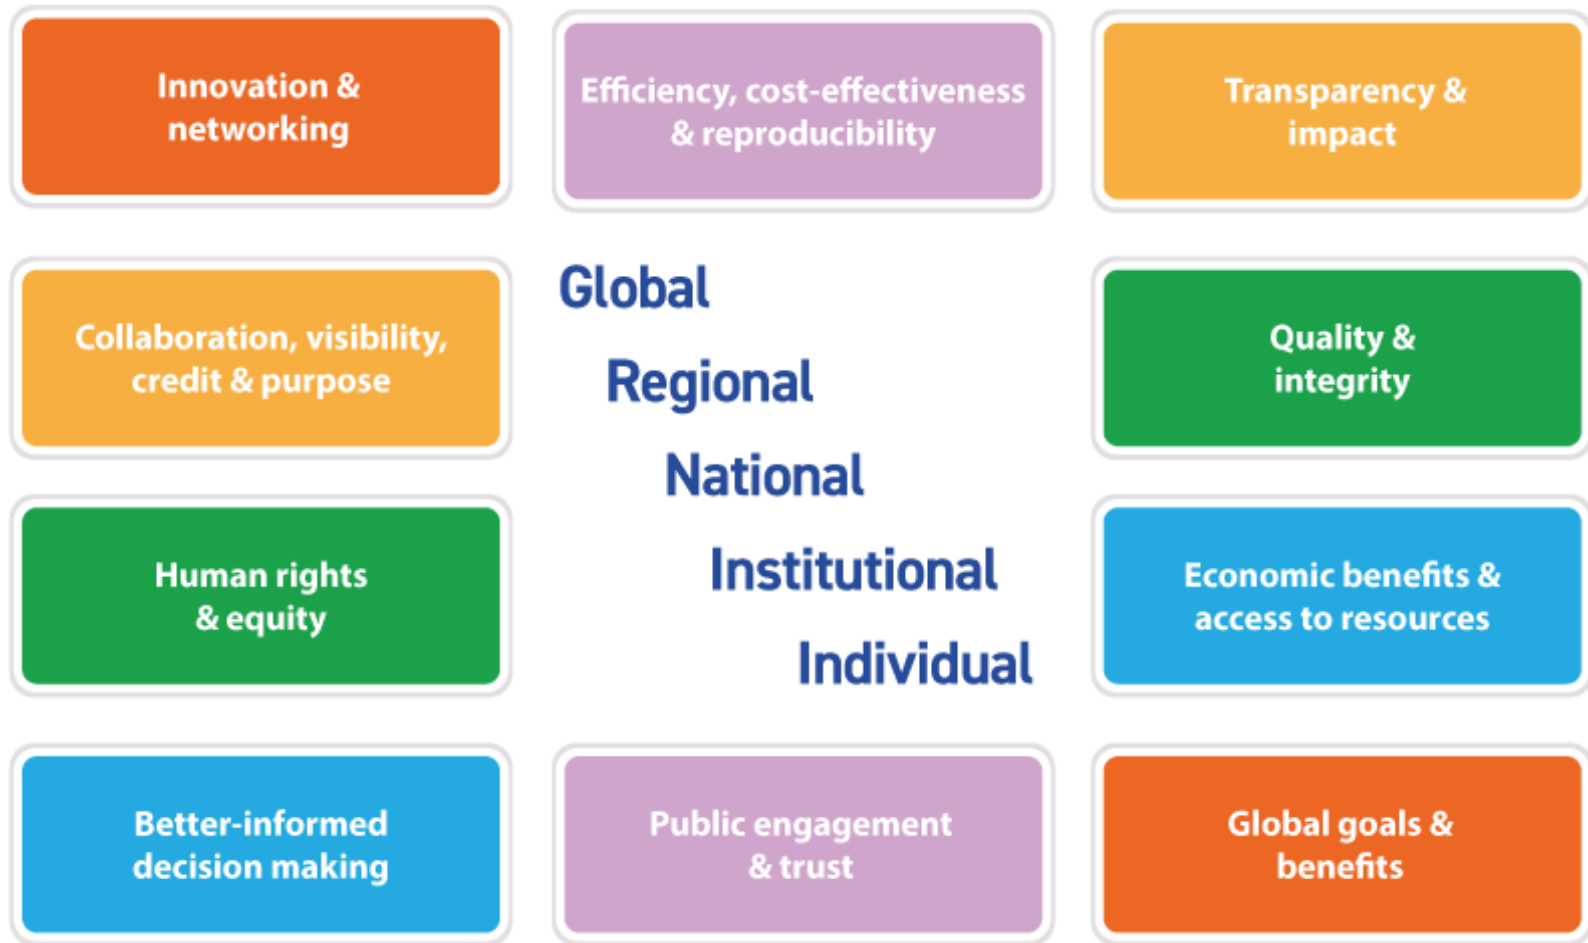 Innovation &
networking
Efficiency, cost-effectiveness
& reproducibility
Transparency &
impact
Collaboration, visibility,
credit & purpose
Global
Regional
National
Institutional
Individual
Quality &
integrity
Human rights
& equity
Economic benefits &
access to resources
Better-informed
decision making
Public engagement
& trust
Global goals &
benefits